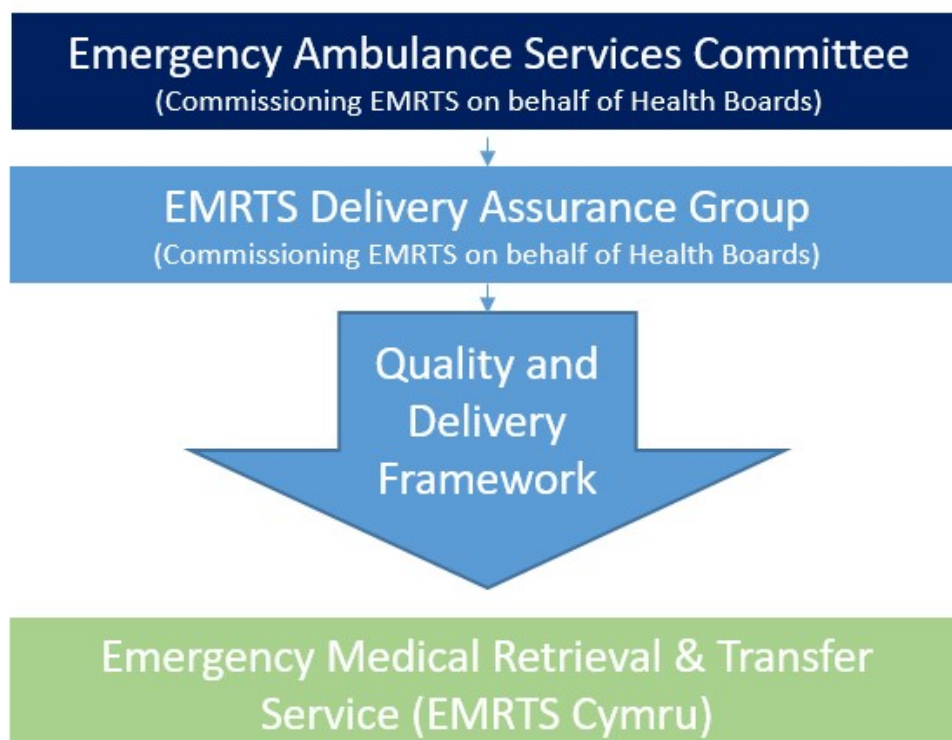 Emergency Ambulance Services Committee
(Commissioning EMRTS on behalf of Health Boards)
EMRTS Delivery Assurance Group
(Commissioning EMRTS on behalf of Health Boards)
Quality and
Delivery
Framework
Emergency Medical Retrieval & Transfer
Service (EMRTS Cymru)